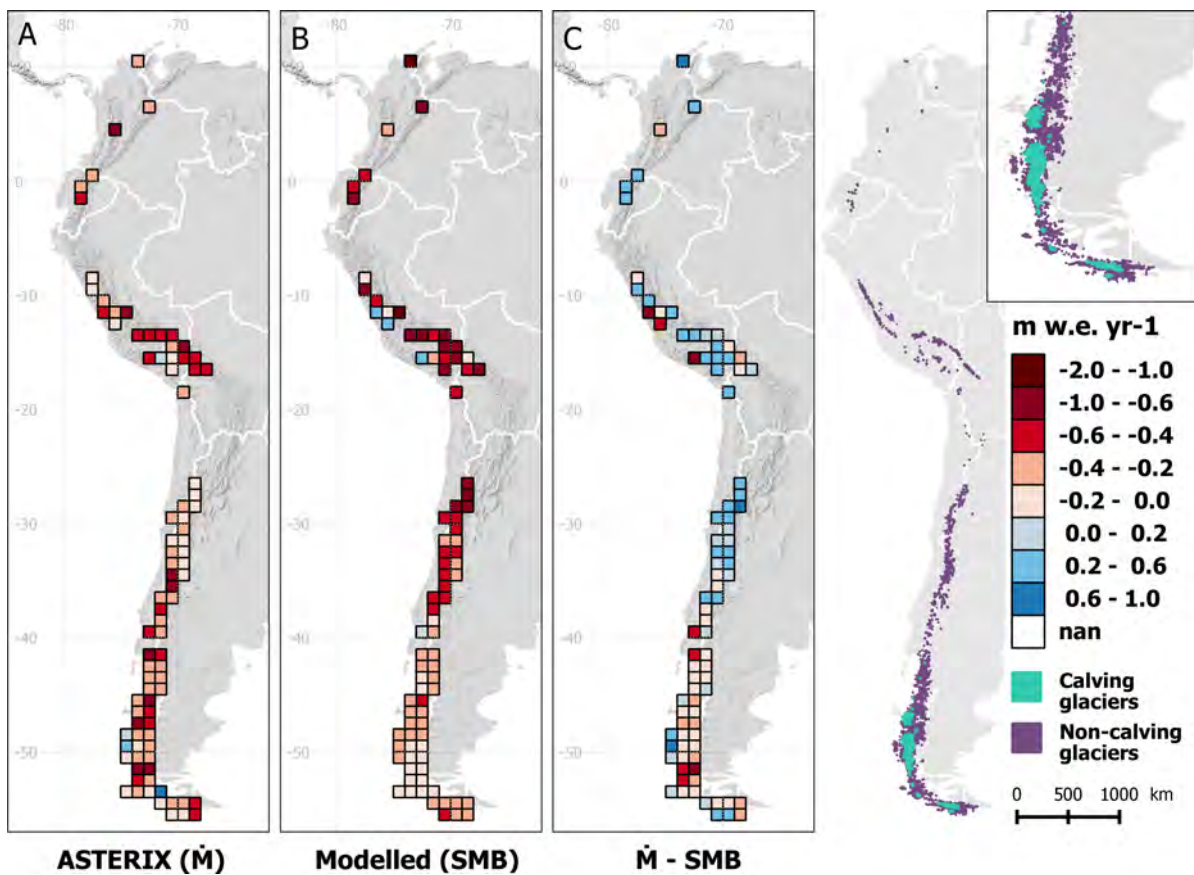 A
B
C
-80
-70
-80
-70
-80
-70
0
-10
-20
-30
-40
-50
0
-10
-20
-30
-40
-50
0
-10
-20
-30
-40
-50
m w.e. yr-1
-2.0 - -1.0
-1.0 - -0.6
-0.6 - -0.4
-0.4 - -0.2
-0.2 - 0.0
0.0 - 0.2
0.2 - 0.6
0.6 - 1.0
nan
Calving
glaciers
Non-calving
glaciers
0 500 1000 km
ASTERIX (Ṁ)
Modelled (SMB)
Ṁ - SMB